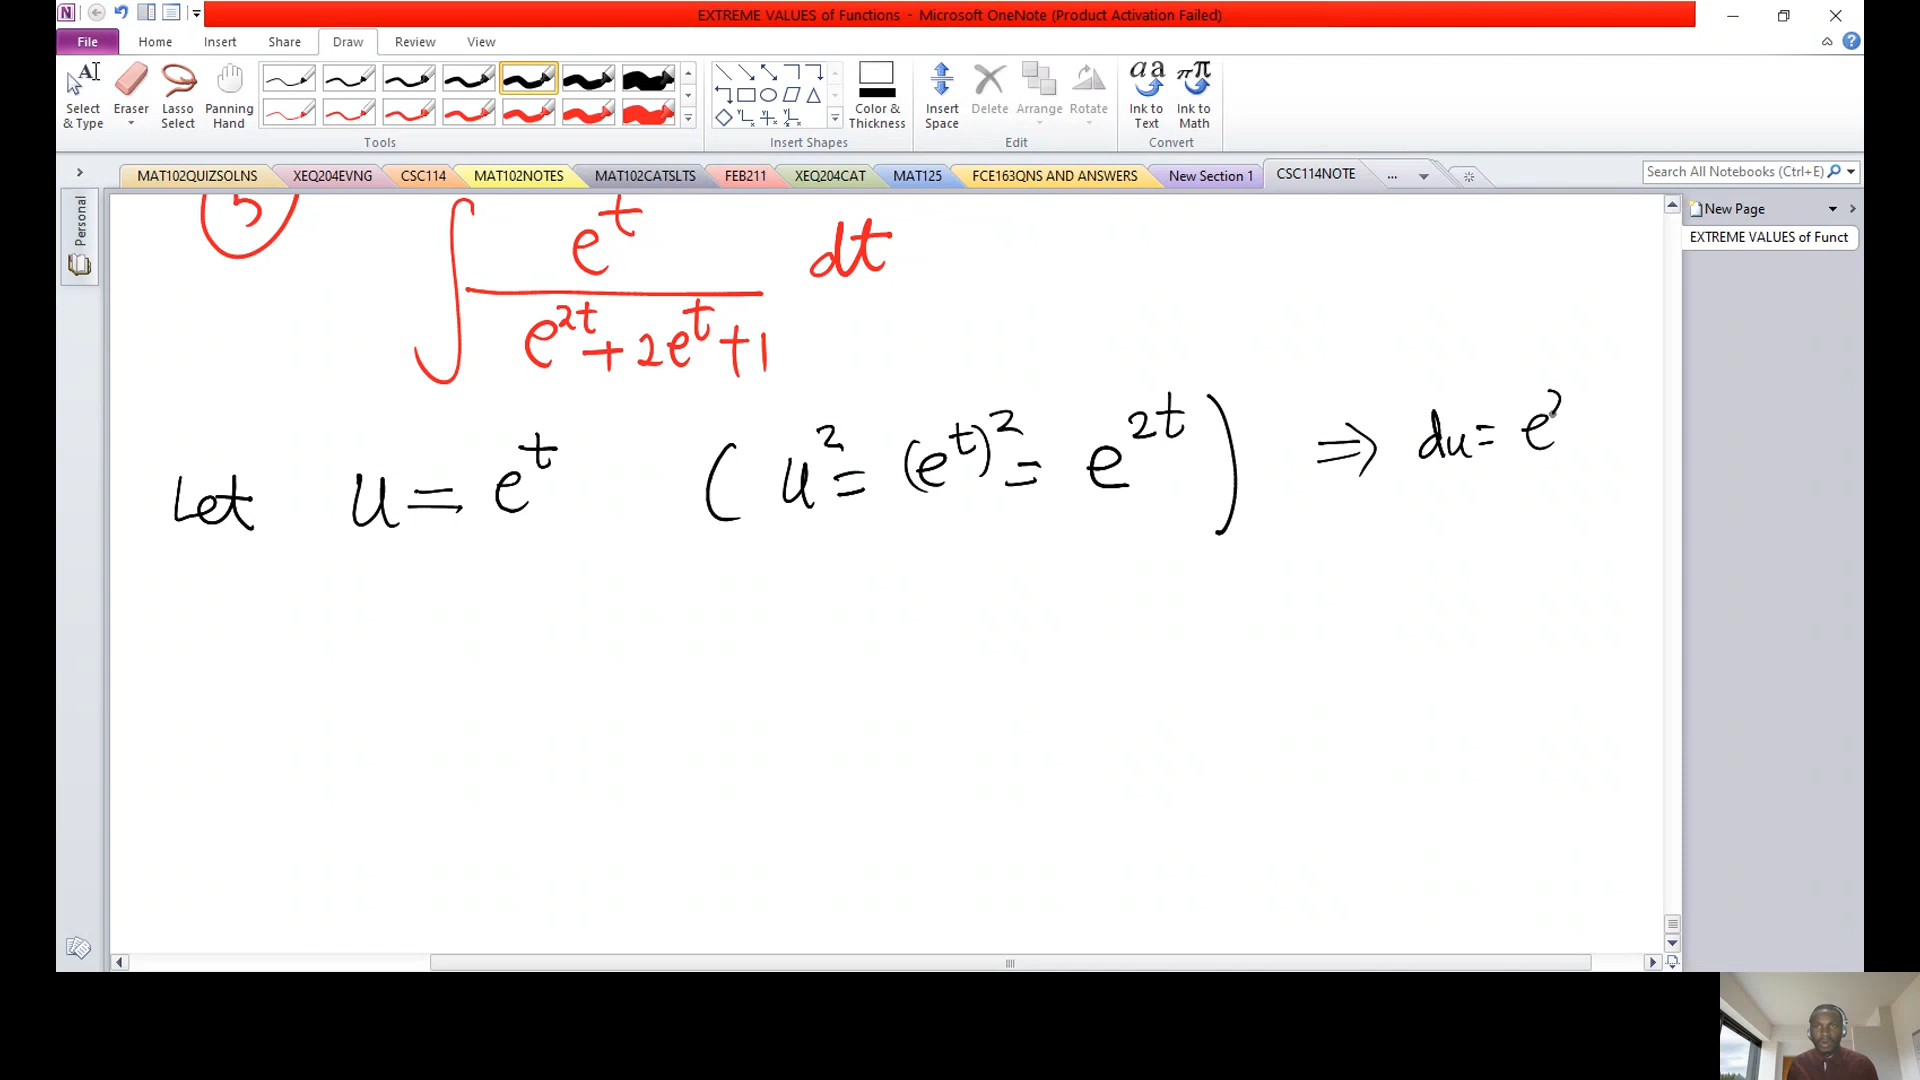 EXTREME VALUES of Functions - Microsoft OneNote (Product Activation Failed)
File Home Insert Share Draw Review View
Select & Type
Eraser
Lasso Select
Panning Hand
Color & Thickness
Insert Space
Delete
Arrange
Rotate
Ink to Text
Ink to Math
Tools
Insert Shapes
Edit
Convert
MAT102QUIZSOLNS XEQ204EVNG CSC114 MAT102NOTES MAT102CATSLTS FEB211 XEQ204CAT MAT125 FCE163QNS AND ANSWERS New Section 1 CSC114NOTE ...
Search All Notebooks (Ctrl+E)
Personal
New Page
EXTREME VALUES of Funct
5
∫ e^t / (e^{2t} + 2e^t + 1) dt
Let u = e^t ( u^2 = (e^t)^2 = e^{2t} ) ⇒ du = e